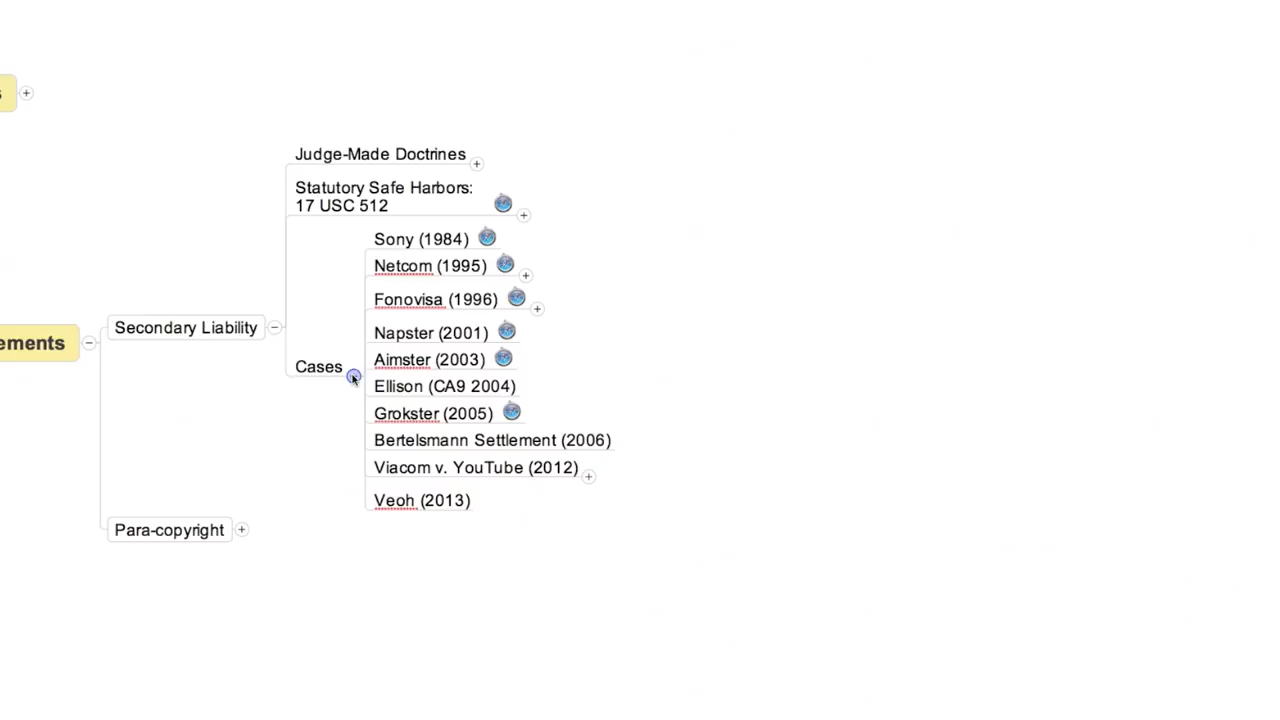 s
Judge-Made Doctrines
Statutory Safe Harbors:
17 USC 512
Sony (1984)
Netcom (1995)
Fonovisa (1996)
Secondary Liability
ements
Napster (2001)
Aimster (2003)
Cases
Ellison (CA9 2004)
Grokster (2005)
Bertelsmann Settlement (2006)
Viacom v. YouTube (2012)
Veoh (2013)
Para-copyright